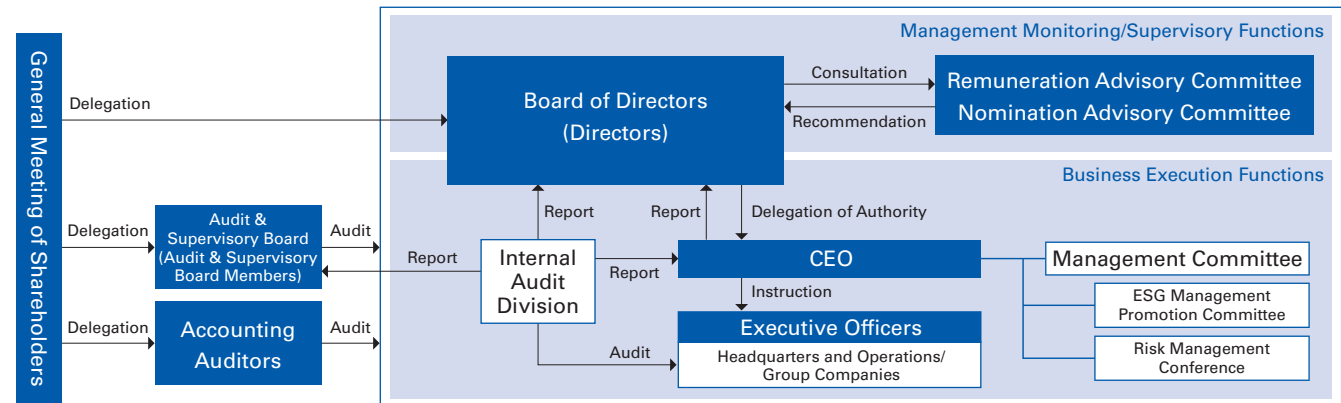 General Meeting of Shareholders
Management Monitoring/Supervisory Functions
Delegation
Board of Directors
(Directors)
Consultation
Recommendation
Remuneration Advisory Committee
Nomination Advisory Committee
Business Execution Functions
Delegation
Audit &
Supervisory Board
(Audit & Supervisory
Board Members)
Audit
Report
Report
Report
Delegation of Authority
Internal
Audit
Division
Report
CEO
Management Committee
Instruction
ESG Management
Promotion Committee
Delegation
Accounting
Auditors
Audit
Audit
Executive Officers
Headquarters and Operations/
Group Companies
Risk Management
Conference